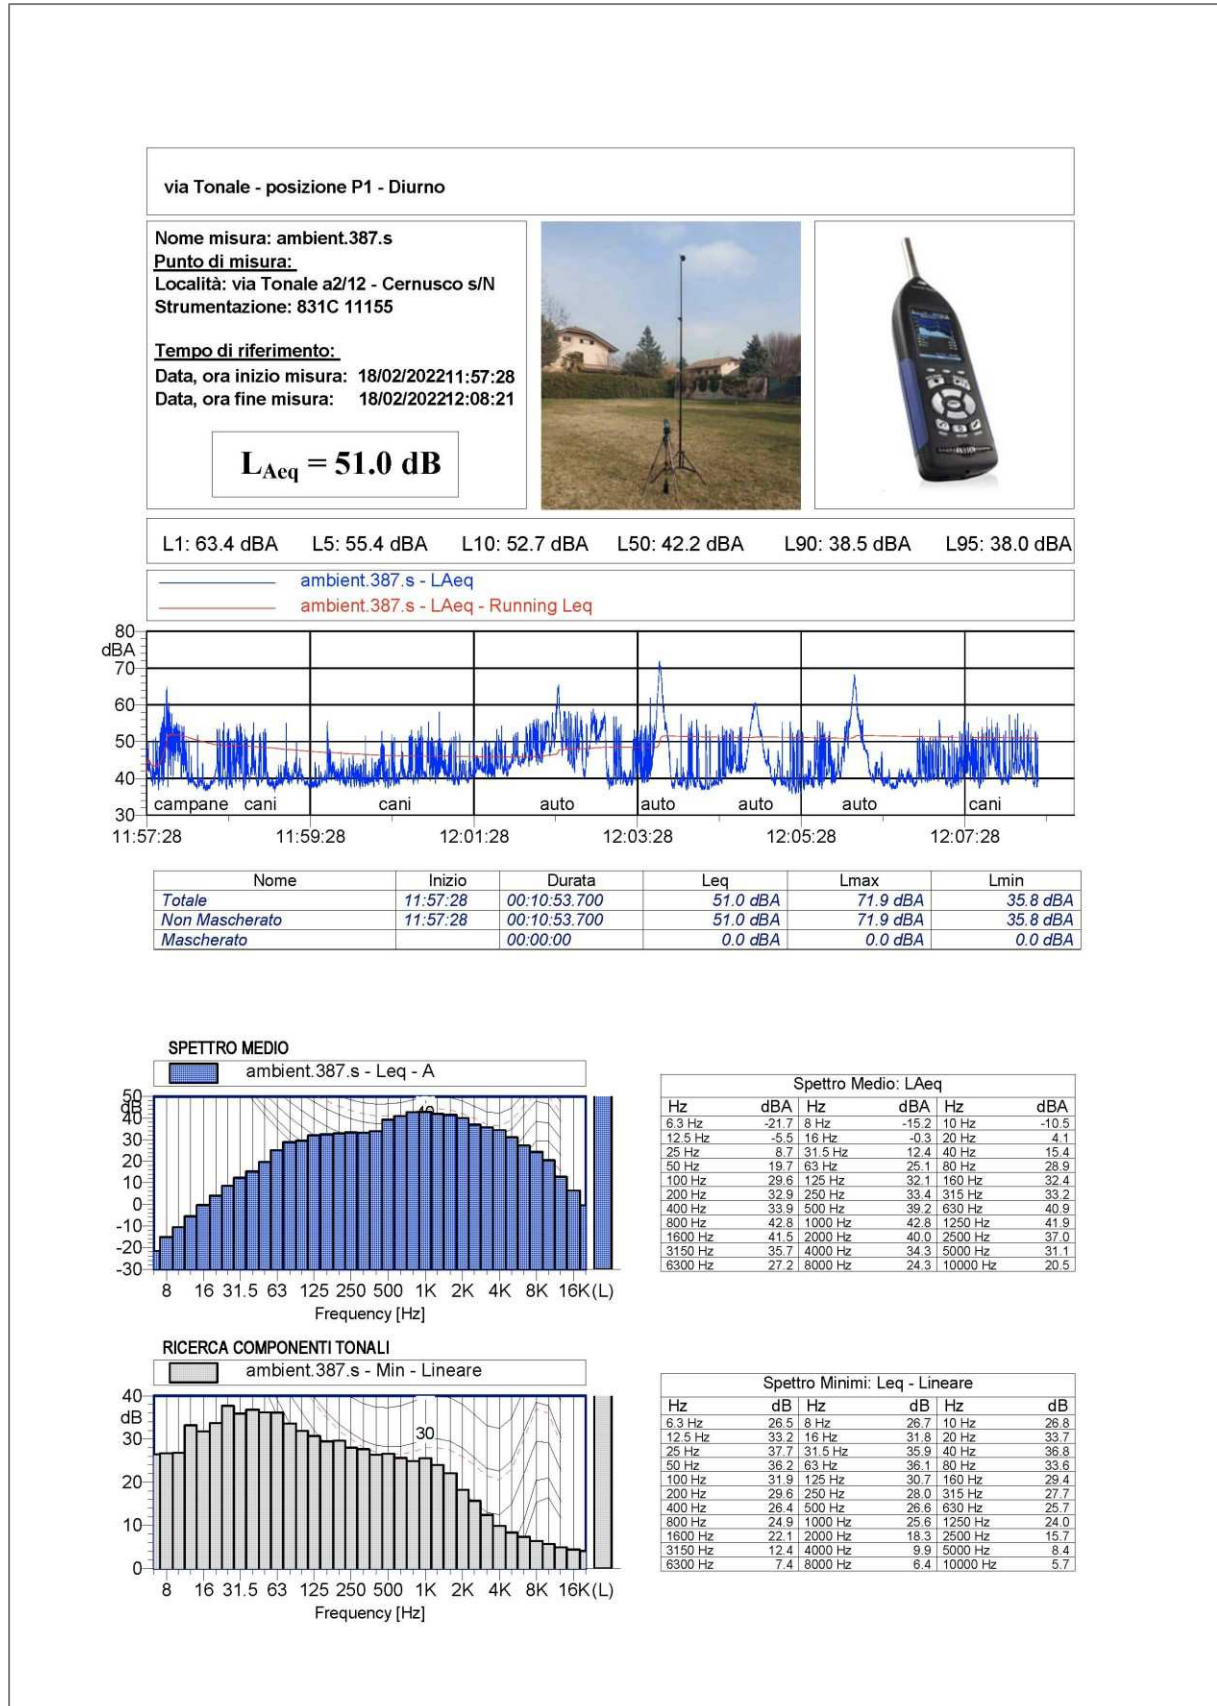 via Tonale - posizione P1 - Diurno
Nome misura: ambient.387.s
Punto di misura:
Località: via Tonale a2/12 - Cernusco s/N
Strumentazione: 831C 11155
Tempo di riferimento:
Data, ora inizio misura: 18/02/202211:57:28
Data, ora fine misura: 18/02/202212:08:21
LAeq = 51.0 dB
L1: 63.4 dBA L5: 55.4 dBA L10: 52.7 dBA L50: 42.2 dBA L90: 38.5 dBA L95: 38.0 dBA
ambient.387.s - LAeq
ambient.387.s - LAeq - Running Leq
80
dBA
70
60
50
40
30
campane cani cani auto auto auto auto cani
11:57:28 11:59:28 12:01:28 12:03:28 12:05:28 12:07:28
Nome Inizio Durata Leq Lmax Lmin
Totale 11:57:28 00:10:53.700 51.0 dBA 71.9 dBA 35.8 dBA
Non Mascherato 11:57:28 00:10:53.700 51.0 dBA 71.9 dBA 35.8 dBA
Mascherato 00:00:00 0.0 dBA 0.0 dBA 0.0 dBA
SPETTRO MEDIO
ambient.387.s - Leq - A
50
dB
40
30
20
10
0
-10
-20
-30
8 16 31.5 63 125 250 500 1K 2K 4K 8K 16K(L)
Frequency [Hz]
Spettro Medio: LAeq
Hz dBA Hz dBA Hz dBA
6.3 Hz -21.7 8 Hz -15.2 10 Hz -10.5
12.5 Hz -5.5 16 Hz -0.3 20 Hz 4.1
25 Hz 8.7 31.5 Hz 12.4 40 Hz 15.4
50 Hz 19.7 63 Hz 25.1 80 Hz 28.9
100 Hz 29.6 125 Hz 32.1 160 Hz 32.4
200 Hz 32.9 250 Hz 33.4 315 Hz 33.2
400 Hz 33.9 500 Hz 39.2 630 Hz 40.9
800 Hz 42.8 1000 Hz 42.8 1250 Hz 41.9
1600 Hz 41.5 2000 Hz 40.0 2500 Hz 37.0
3150 Hz 35.7 4000 Hz 34.3 5000 Hz 31.1
6300 Hz 27.2 8000 Hz 24.3 10000 Hz 20.5
RICERCA COMPONENTI TONALI
ambient.387.s - Min - Lineare
40
dB
30
20
10
0
30
8 16 31.5 63 125 250 500 1K 2K 4K 8K 16K(L)
Frequency [Hz]
Spettro Minimi: Leq - Lineare
Hz dB Hz dB Hz dB
6.3 Hz 26.5 8 Hz 26.7 10 Hz 26.8
12.5 Hz 33.2 16 Hz 31.8 20 Hz 33.7
25 Hz 37.7 31.5 Hz 35.9 40 Hz 36.8
50 Hz 36.2 63 Hz 36.1 80 Hz 33.6
100 Hz 31.9 125 Hz 30.7 160 Hz 29.4
200 Hz 29.6 250 Hz 28.0 315 Hz 27.7
400 Hz 26.4 500 Hz 26.6 630 Hz 25.7
800 Hz 24.9 1000 Hz 25.6 1250 Hz 24.0
1600 Hz 22.1 2000 Hz 18.3 2500 Hz 15.7
3150 Hz 12.4 4000 Hz 9.9 5000 Hz 8.4
6300 Hz 7.4 8000 Hz 6.4 10000 Hz 5.7